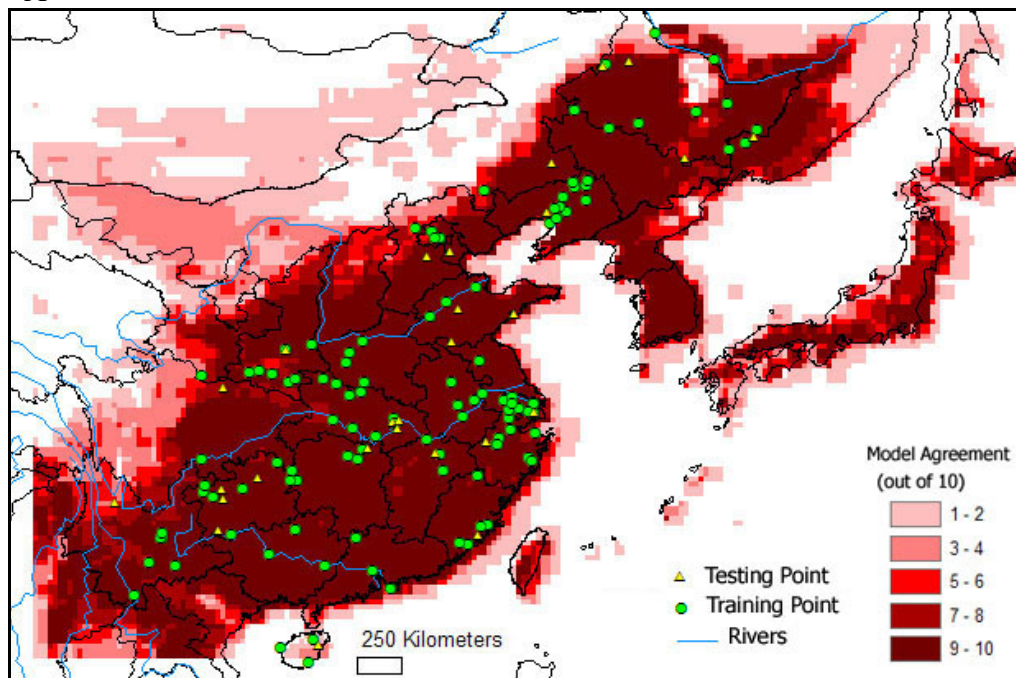 Model Agreement
(out of 10)
1 - 2
3 - 4
5 - 6
7 - 8
9 - 10
Testing Point
Training Point
Rivers
250 Kilometers